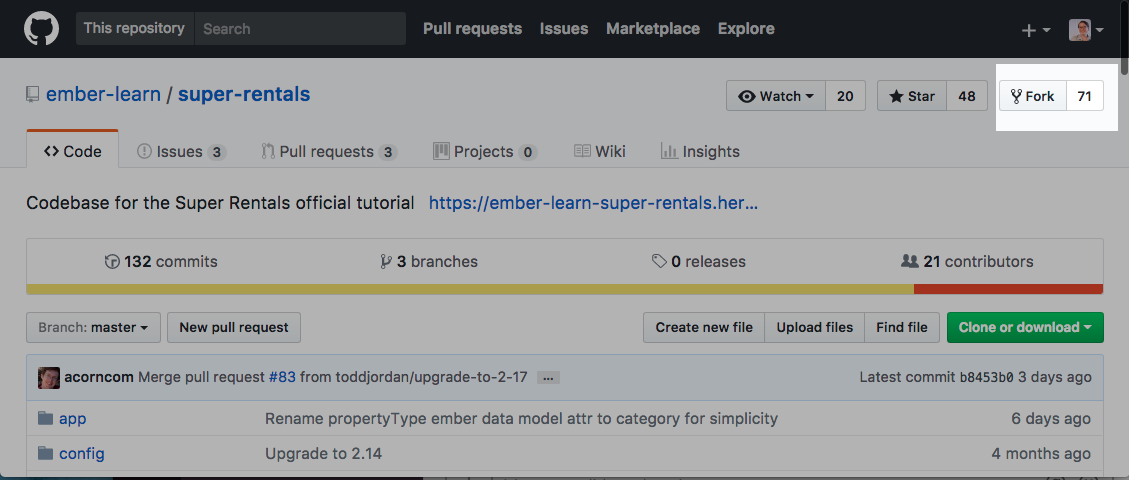 This repository Search Pull requests Issues Marketplace Explore
ember-learn / super-rentals Watch 20 Star 48 Fork 71
Code Issues 3 Pull requests 3 Projects 0 Wiki Insights
Codebase for the Super Rentals official tutorial https://ember-learn-super-rentals.her…
132 commits 3 branches 0 releases 21 contributors
Branch: master New pull request Create new file Upload files Find file Clone or download
acorncom Merge pull request #83 from toddjordan/upgrade-to-2-17 … Latest commit b8453b0 3 days ago
app Rename propertyType ember data model attr to category for simplicity 6 days ago
config Upgrade to 2.14 4 months ago